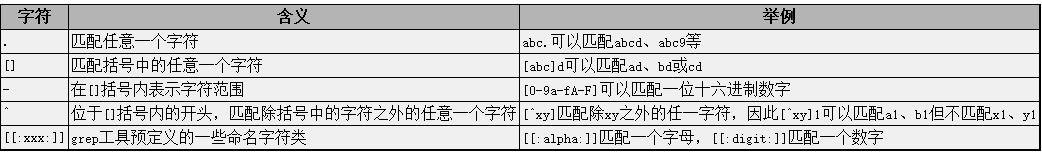 字符 含义 举例
. 匹配任意一个字符 abc.可以匹配abcd、abc9等
[] 匹配括号中的任意一个字符 [abc]d可以匹配ad、bd或cd
- 在[]括号内表示字符范围 [0-9a-fA-F]可以匹配一位十六进制数字
^ 位于[]括号内的开头，匹配除括号中的字符之外的任意一个字符 [^xy]匹配除xy之外的任一字符，因此[^xy]1可以匹配a1、b1但不匹配x1、y1
[[:xxx:]] grep工具预定义的一些命名字符类 [[:alpha:]]匹配一个字母，[[:digit:]]匹配一个数字